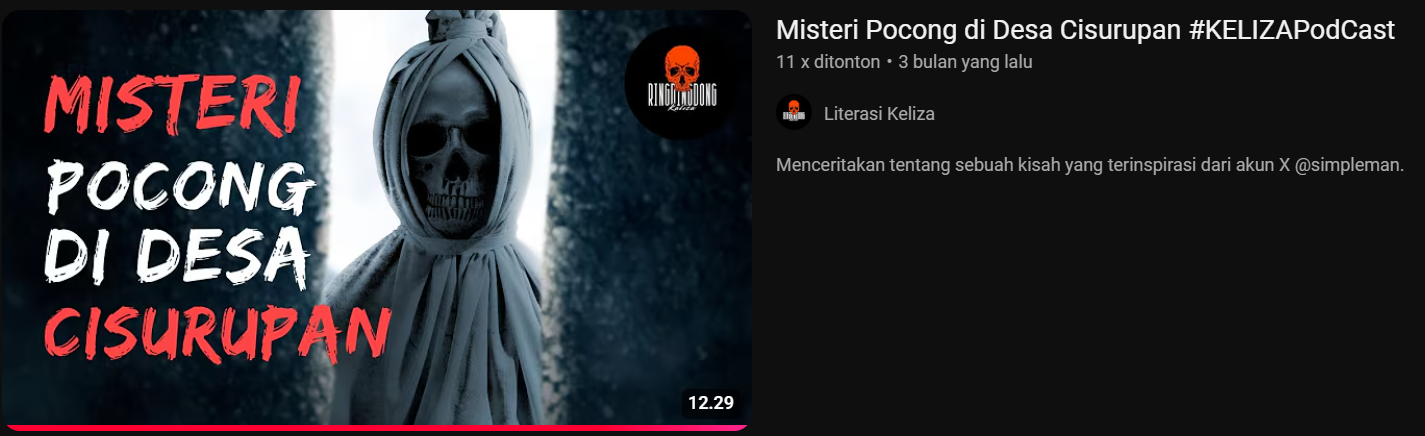 MISTERI
POCONG
DI DESA
CISURUPAN
RINGDINGDONG
Kaliza
12.29
Misteri Pocong di Desa Cisurupan #KELIZAPodCast
11 x ditonton • 3 bulan yang lalu
Literasi Keliza
Menceritakan tentang sebuah kisah yang terinspirasi dari akun X @simpleman.